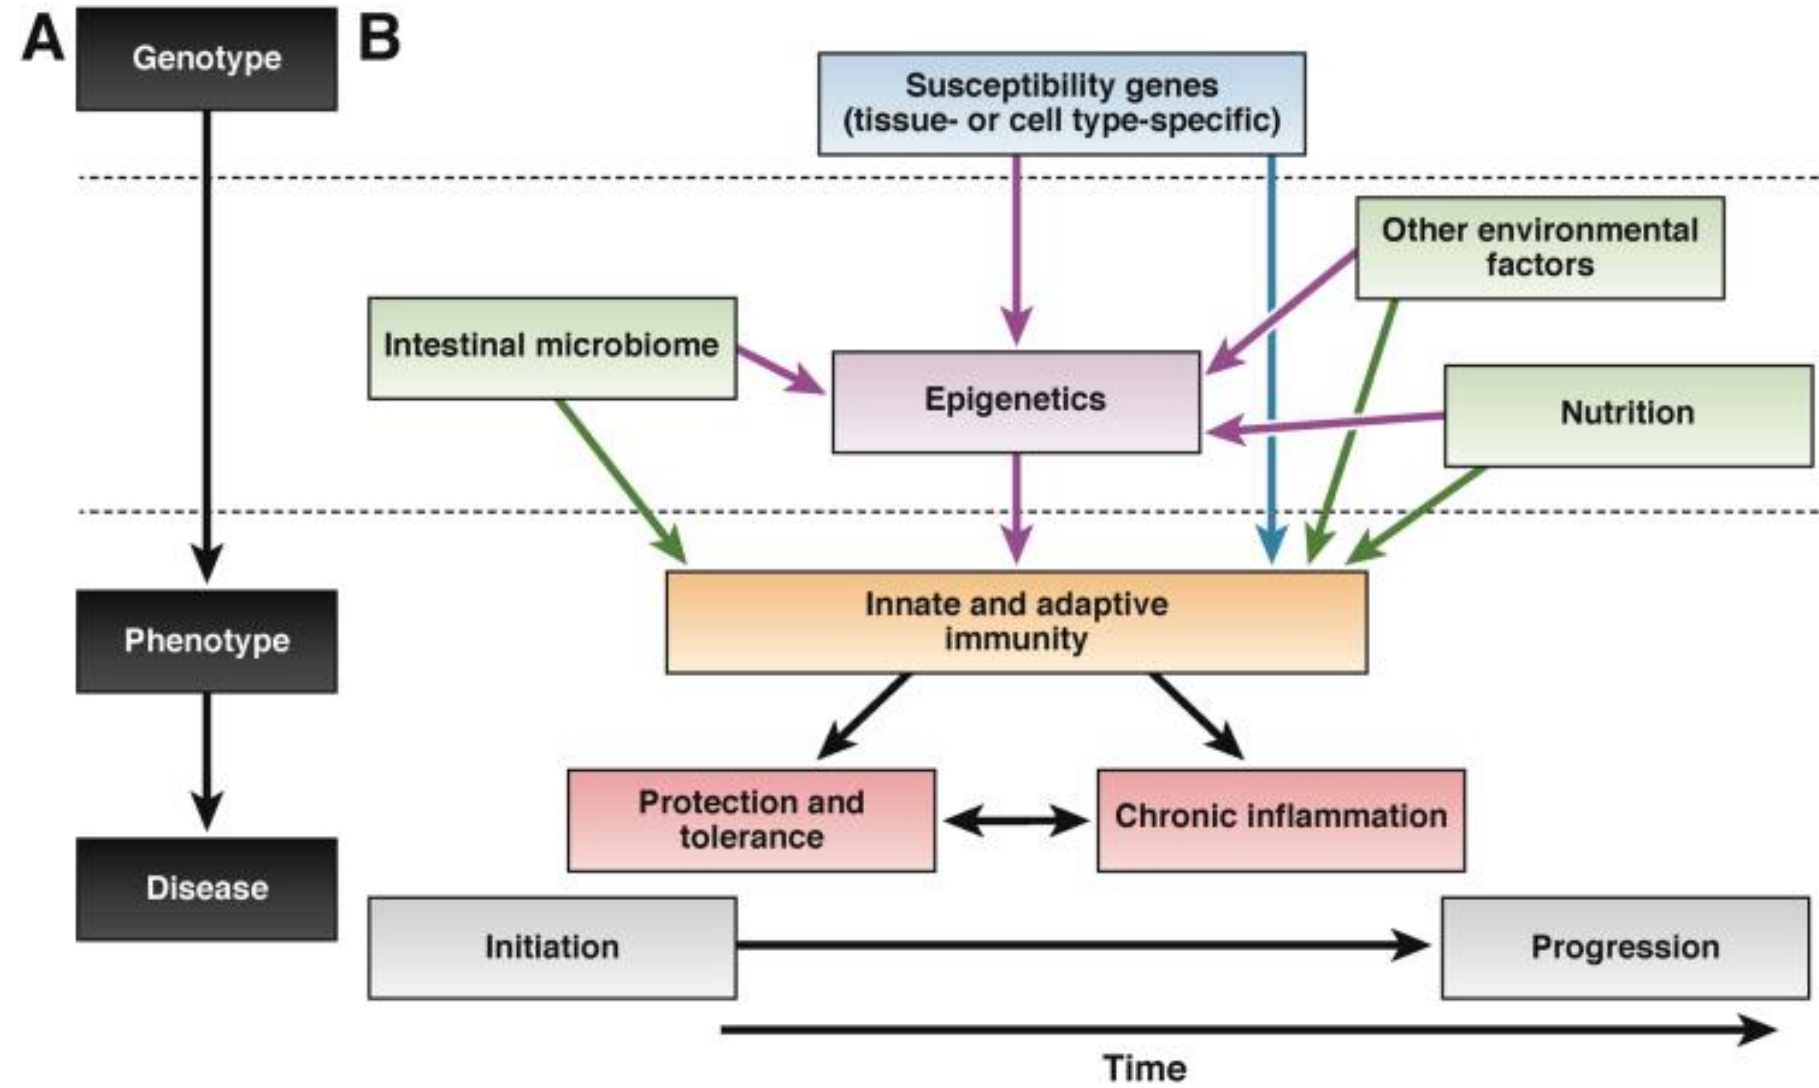 A
Genotype
Phenotype
Disease
B
Susceptibility genes
(tissue- or cell type-specific)
Other environmental
factors
Intestinal microbiome
Epigenetics
Nutrition
Innate and adaptive
immunity
Protection and
tolerance
Chronic inflammation
Initiation
Progression
Time